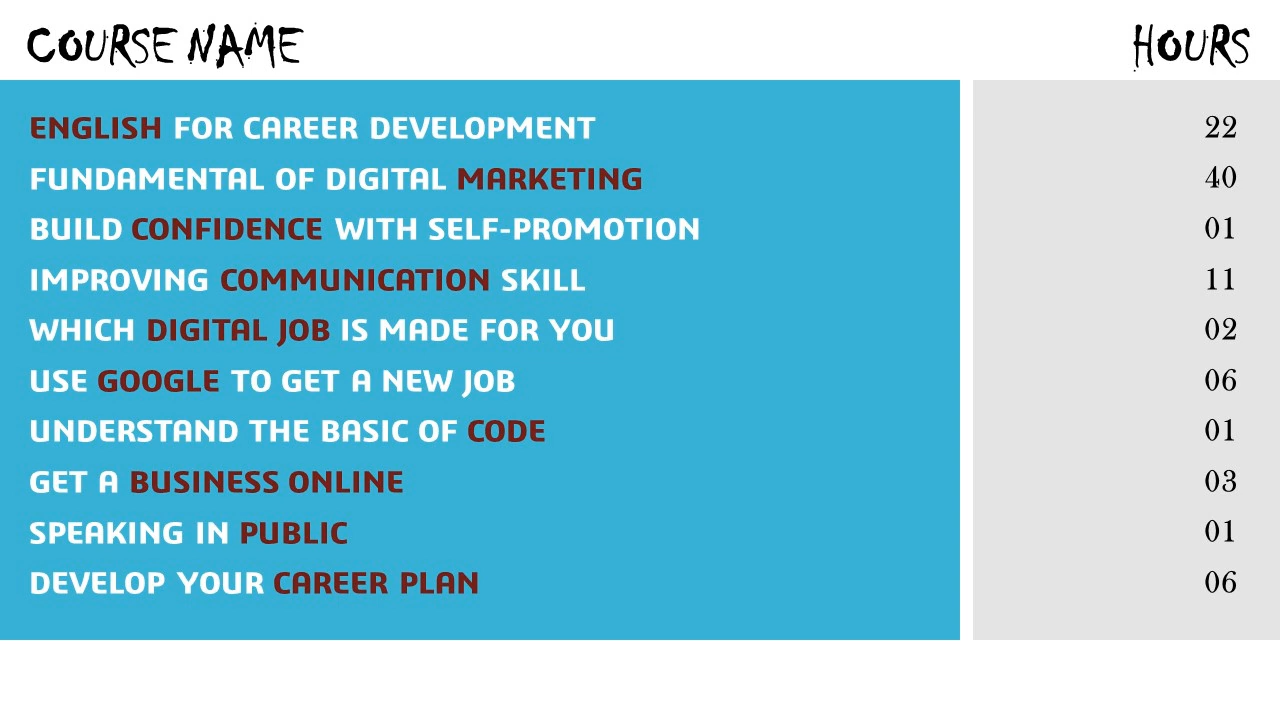 COURSE NAME HOURS
ENGLISH FOR CAREER DEVELOPMENT 22
FUNDAMENTAL OF DIGITAL MARKETING 40
BUILD CONFIDENCE WITH SELF-PROMOTION 01
IMPROVING COMMUNICATION SKILL 11
WHICH DIGITAL JOB IS MADE FOR YOU 02
USE GOOGLE TO GET A NEW JOB 06
UNDERSTAND THE BASIC OF CODE 01
GET A BUSINESS ONLINE 03
SPEAKING IN PUBLIC 01
DEVELOP YOUR CAREER PLAN 06